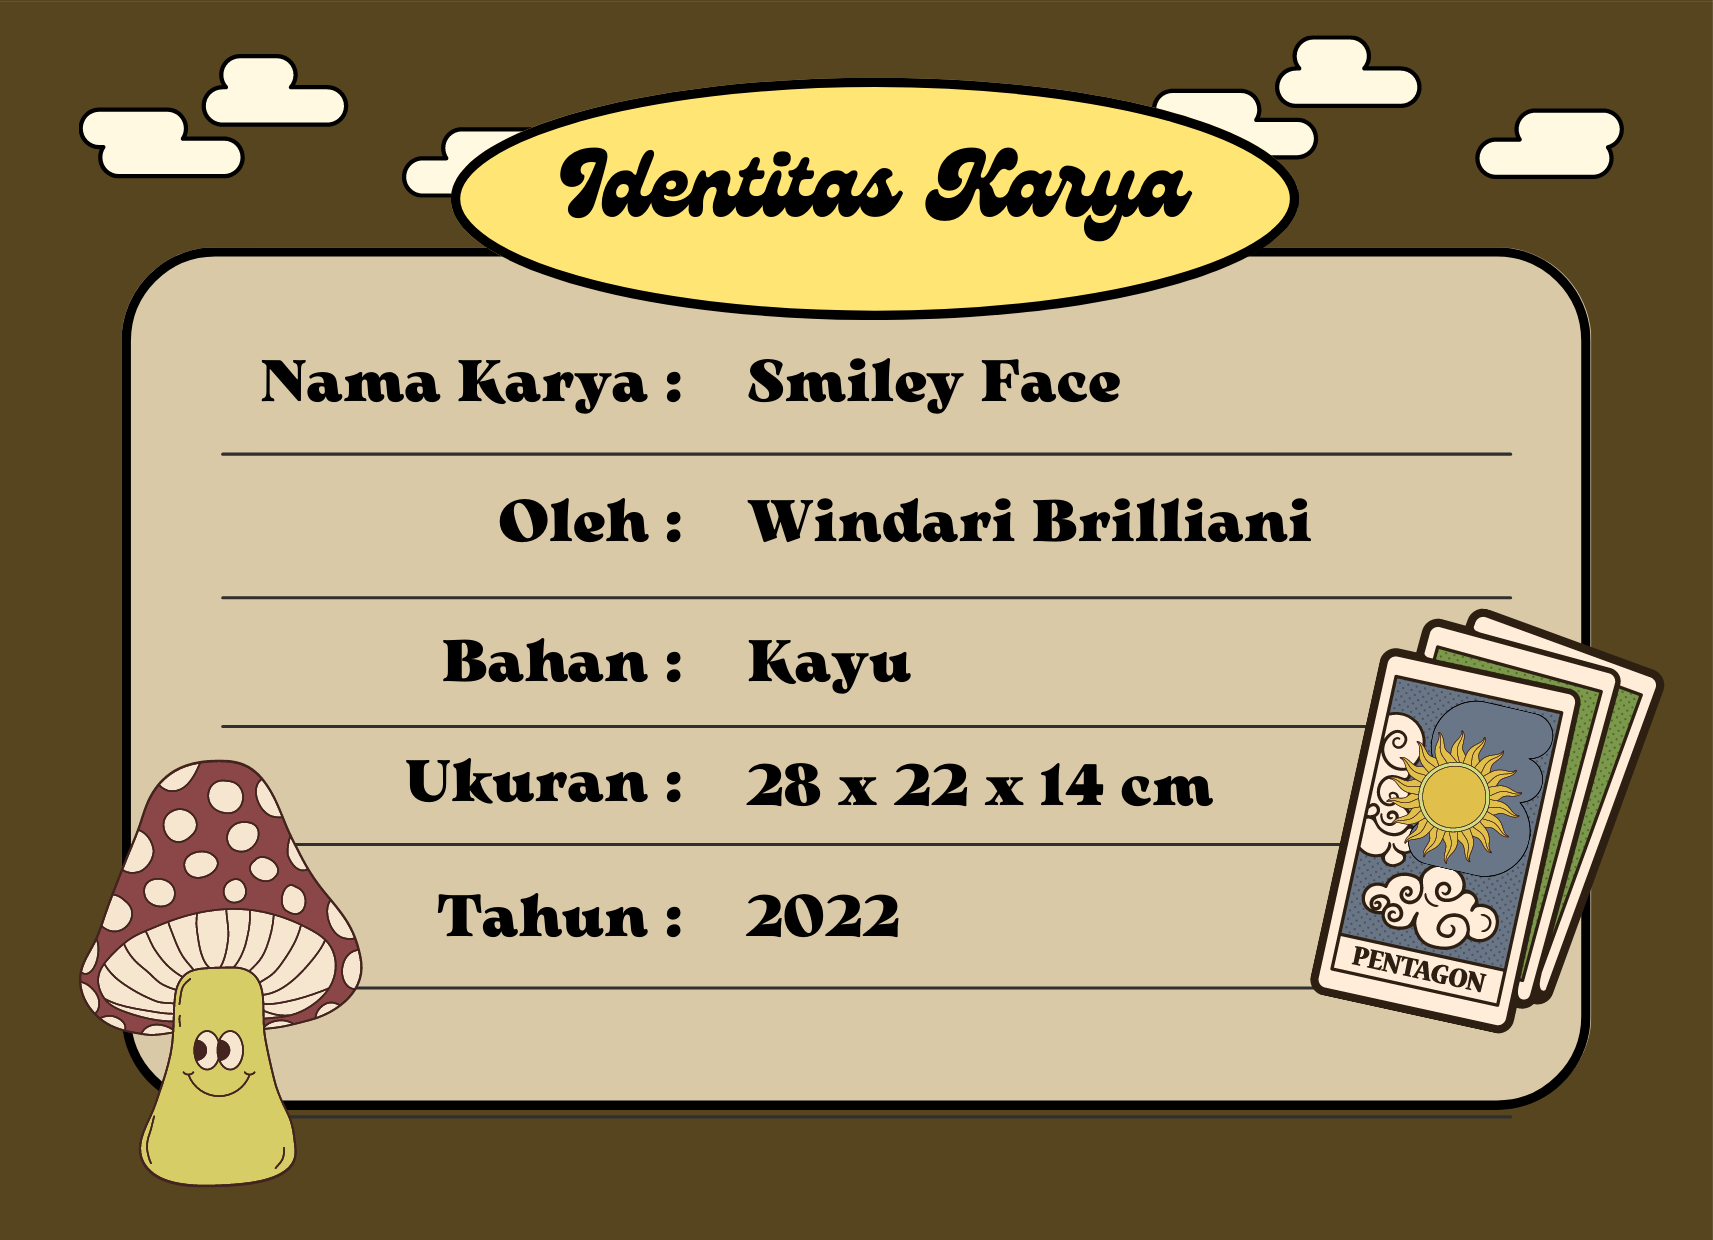 Identitas Karya
Nama Karya : Smiley Face
Oleh : Windari Brilliani
Bahan : Kayu
Ukuran : 28 x 22 x 14 cm
Tahun : 2022
PENTAGON